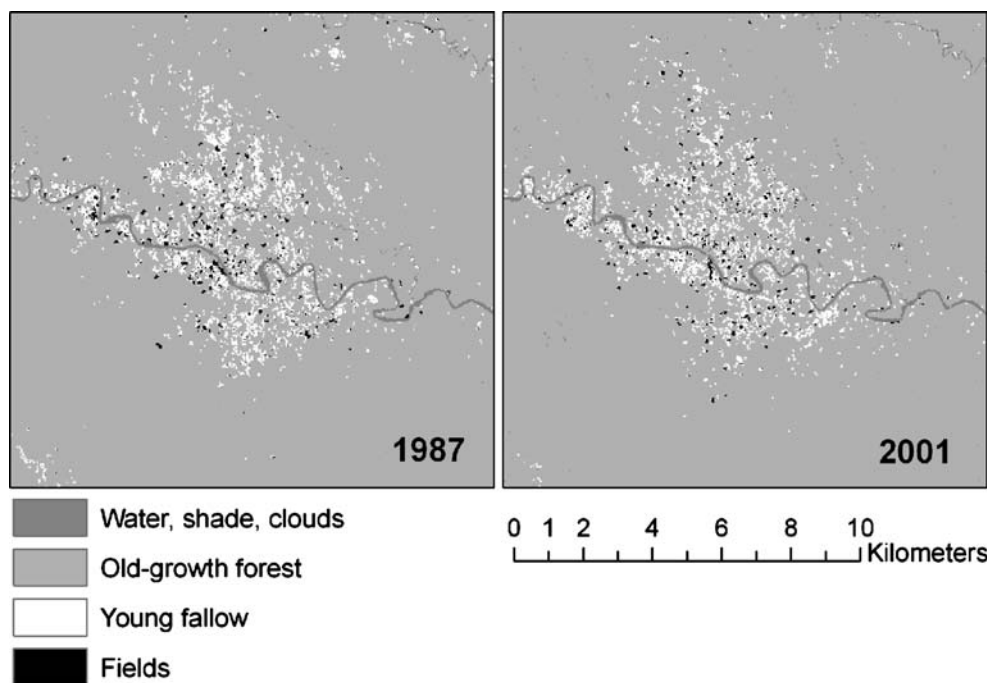 1987
2001
Water, shade, clouds
Old-growth forest
Young fallow
Fields
0 1 2 4 6 8 10
Kilometers